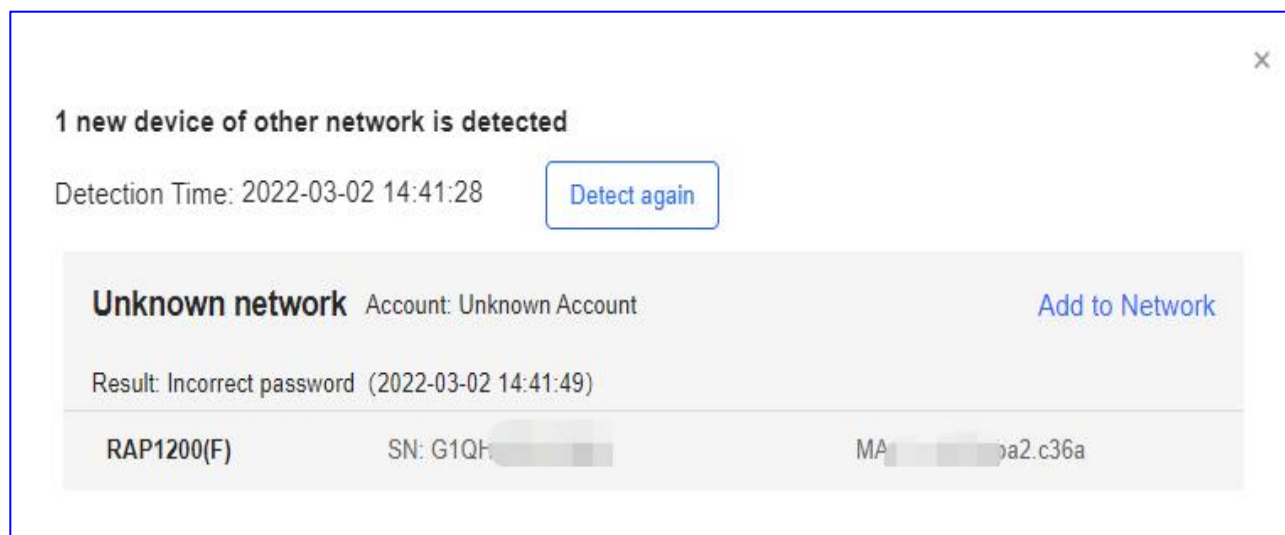 ×
1 new device of other network is detected
Detection Time: 2022-03-02 14:41:28 Detect again
Unknown network Account: Unknown Account Add to Network
Result: Incorrect password (2022-03-02 14:41:49)
RAP1200(F) SN: G1QH a2.c36a